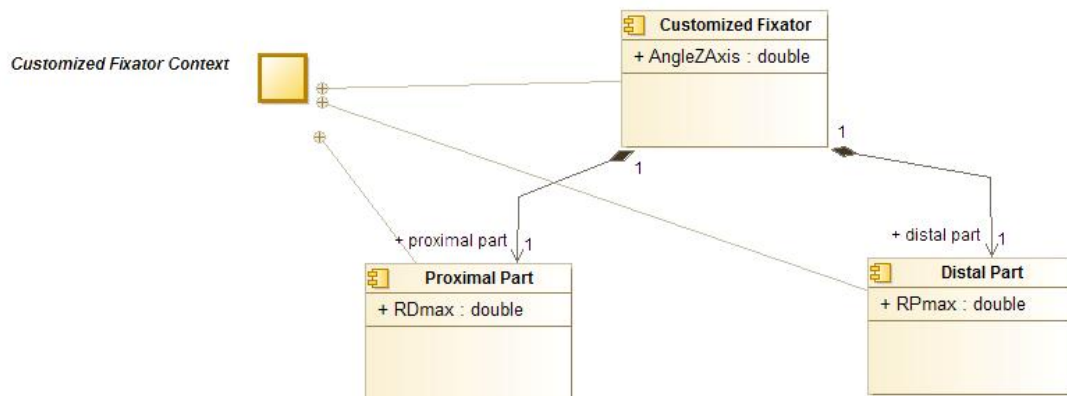 Customized Fixator Context
Customized Fixator
+ AngleZAxis : double
1
1
+ proximal part
1
+ distal part
1
Proximal Part
+ RDmax : double
Distal Part
+ RPmax : double